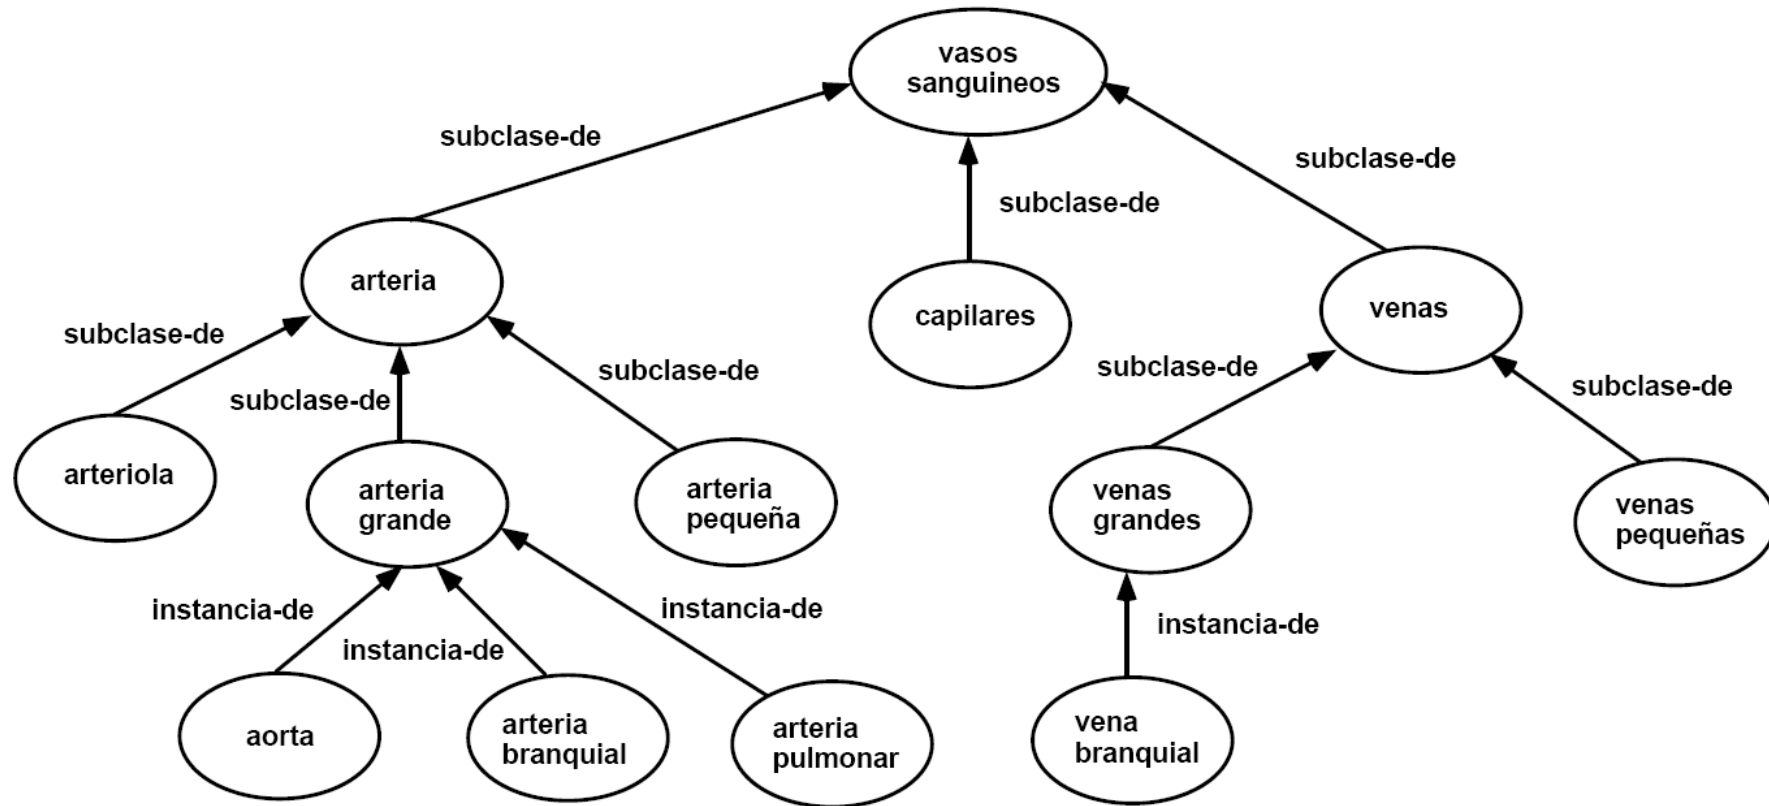 vasos
sanguineos
subclase-de
subclase-de
subclase-de
arteria
capilares
venas
subclase-de
subclase-de
subclase-de
subclase-de
subclase-de
arteriola
arteria
grande
arteria
pequeña
venas
grandes
venas
pequeñas
instancia-de
instancia-de
instancia-de
instancia-de
aorta
arteria
branquial
arteria
pulmonar
vena
branquial